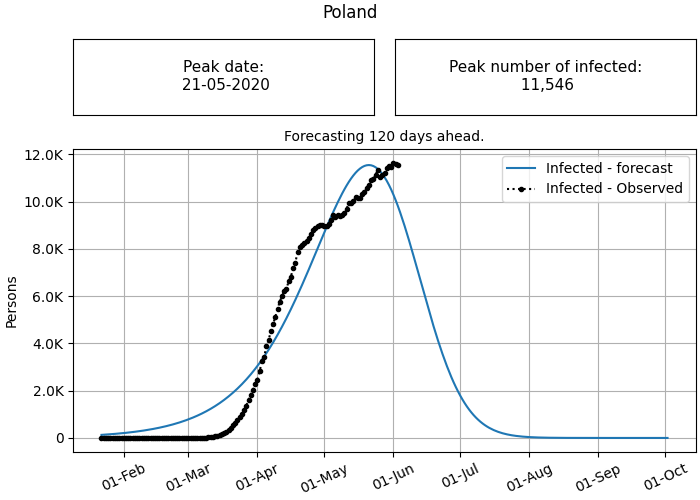 Poland
Peak date:
21-05-2020
Peak number of infected:
11,546
Forecasting 120 days ahead.
12.0K
10.0K
8.0K
6.0K
4.0K
2.0K
0
Persons
Infected - forecast
Infected - Observed
01-Feb
01-Mar
01-Apr
01-May
01-Jun
01-Jul
01-Aug
01-Sep
01-Oct